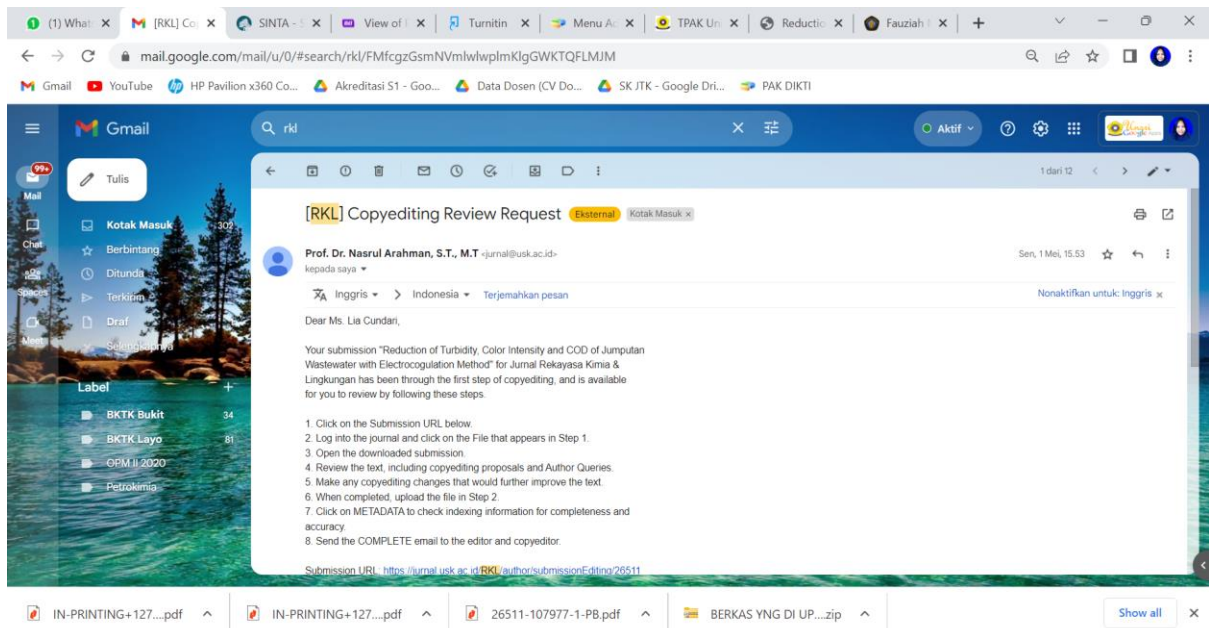 (1) What
[RKL] Co
SINTA - S
View of
Turnitin
Menu A
TPAK Un
Reductio
Fauziah
mail.google.com/mail/u/0/#search/rkl/FMfcgzGsmNVmlwlwplmKlgGWKTQFLMJM
Gmail
YouTube
HP Pavilion x360 Co...
Akreditasi S1 - Goo...
Data Dosen (CV Do...
SK JTK - Google Dri...
PAK DIKTI
Gmail
rkl
Aktif
99+
Mail
Chat
Spaces
Meet
Tulis
Kotak Masuk 302
Berbintang
Ditunda
Terkirim
Draf
Selengkapnya
Label
BKTK Bukit 34
BKTK Layo 81
OPM II 2020
Petrokimia
1 dari 12
[RKL] Copyediting Review Request Eksternal Kotak Masuk x
Prof. Dr. Nasrul Arahman, S.T., M.T <jurnal@usk.ac.id>
Sen, 1 Mei, 15.53
kepada saya
Inggris > Indonesia Terjemahkan pesan
Nonaktifkan untuk: Inggris x
Dear Ms. Lia Cundari,
Your submission "Reduction of Turbidity, Color Intensity and COD of Jumputan
Wastewater with Electrocogulation Method" for Jurnal Rekayasa Kimia &
Lingkungan has been through the first step of copyediting, and is available
for you to review by following these steps.
1. Click on the Submission URL below.
2. Log into the journal and click on the File that appears in Step 1.
3. Open the downloaded submission.
4. Review the text, including copyediting proposals and Author Queries.
5. Make any copyediting changes that would further improve the text.
6. When completed, upload the file in Step 2.
7. Click on METADATA to check indexing information for completeness and
accuracy.
8. Send the COMPLETE email to the editor and copyeditor.
Submission URL: https://jurnal.usk.ac.id/RKL/author/submissionEditing/26511
IN-PRINTING+127....pdf
IN-PRINTING+127....pdf
26511-107977-1-PB.pdf
BERKAS YNG DI UP....zip
Show all